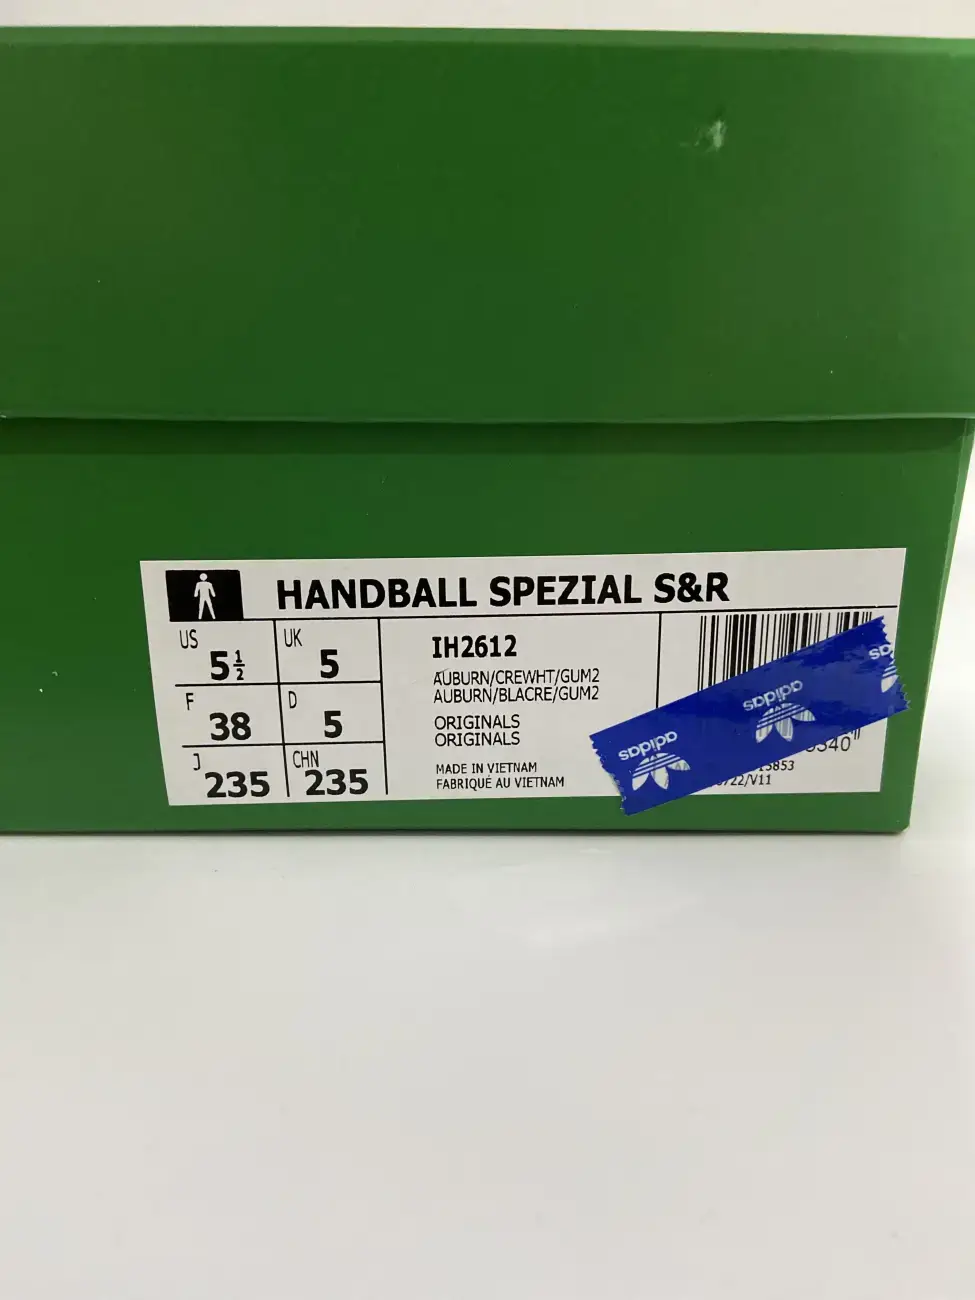 HANDBALL SPEZIAL S&R
US 5½ UK 5
F 38 D 5
J 235 CHN 235
IH2612
AUBURN/CREWHT/GUM2
AUBURN/BLACRE/GUM2
ORIGINALS
ORIGINALS
MADE IN VIETNAM
FABRIQUÉ AU VIETNAM
adidas
adidas